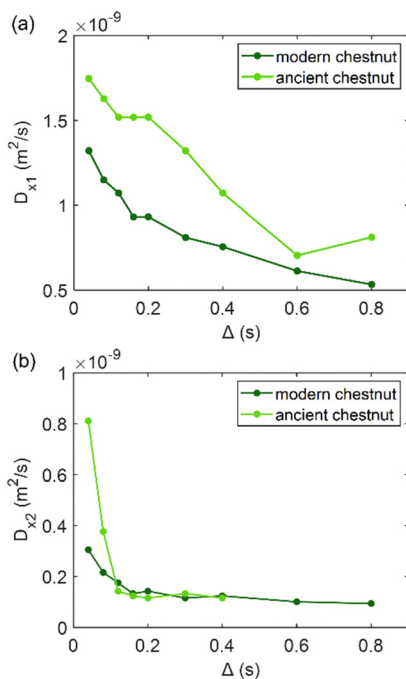 (a)
×10⁻⁹
2
1.5
1
0.5
D_x1 (m²/s)
modern chestnut
ancient chestnut
0 0.2 0.4 0.6 0.8
Δ (s)
(b)
×10⁻⁹
1
0.8
0.6
0.4
0.2
0
D_x2 (m²/s)
modern chestnut
ancient chestnut
0 0.2 0.4 0.6 0.8
Δ (s)